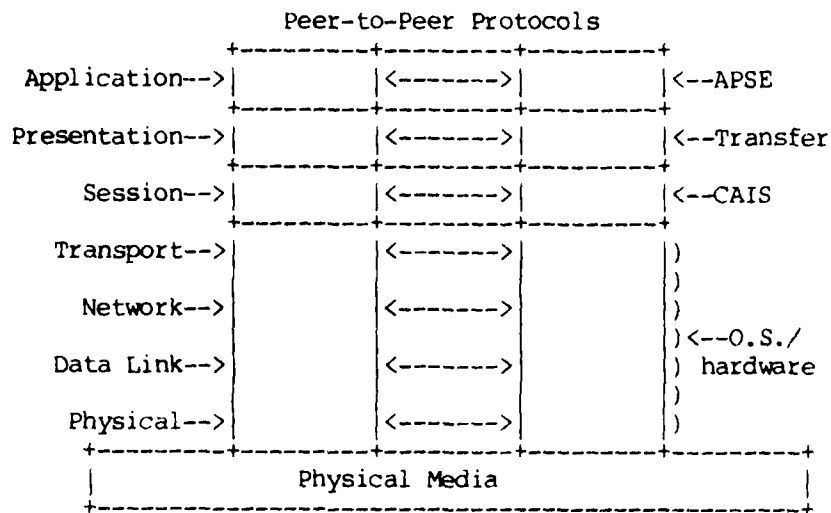 Peer-to-Peer Protocols
Application--> <-------> <--APSE
Presentation--> <-------> <--Transfer
Session--> <-------> <--CAIS
Transport--> <-------> )
)
Network--> <-------> )
)<--O.S./
Data Link--> <-------> ) hardware
)
Physical--> <-------> )
Physical Media